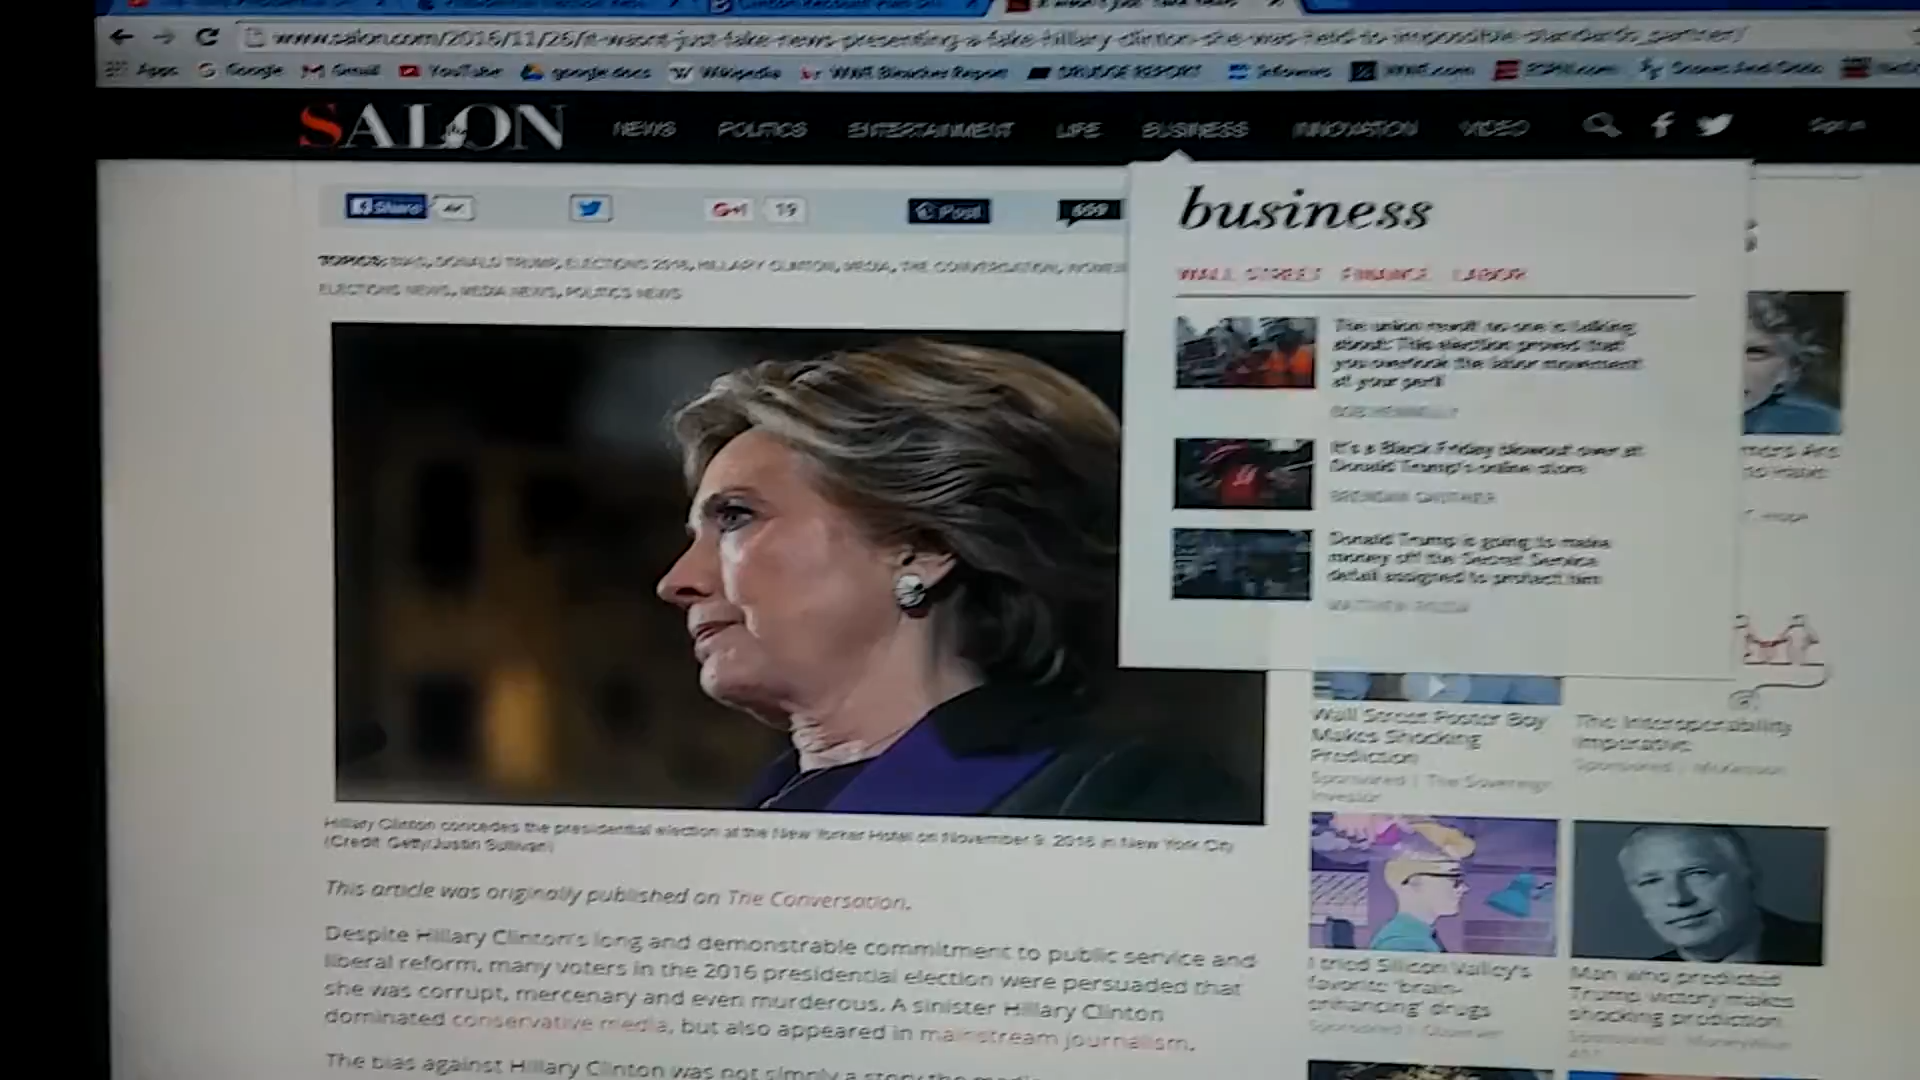 www.salon.com/2016/11/26/it-wasnt-just-fake-news-presenting-a-fake-hillary-clinton-she-was-held-to-impossible-standards_partner/
Apps Google Gmail YouTube google docs Wikipedia WWE Bleacher Report DRUDGE REPORT Infowars WWE.com ESPN.com
SALON NEWS POLITICS ENTERTAINMENT LIFE BUSINESS INNOVATION VIDEO Sign in
Share 4K G+1 19 Post 659
TOPICS: BIAS, DONALD TRUMP, ELECTIONS 2016, HILLARY CLINTON, MEDIA, THE CONVERSATION, WOMEN
ELECTIONS NEWS, MEDIA NEWS, POLITICS NEWS
business
WALL STREET FINANCE LABOR
The union revolt no one is talking
about: This election proved that
you overlook the labor movement
at your peril
BOB HENNELLY
It's a Black Friday blowout over at
Donald Trump's online store
BRENDAN GAUTHIER
Donald Trump is going to make
money off the Secret Service
detail assigned to protect him
MATTHEW ROZSA
Hillary Clinton concedes the presidential election at the New Yorker Hotel on November 9, 2016 in New York City
(Credit: Getty/Justin Sullivan)
This article was originally published on The Conversation.
Despite Hillary Clinton's long and demonstrable commitment to public service and
liberal reform, many voters in the 2016 presidential election were persuaded that
she was corrupt, mercenary and even murderous. A sinister Hillary Clinton
dominated conservative media, but also appeared in mainstream journalism.
The bias against Hillary Clinton was not simply a story the
Wall Street Poster Boy
Makes Shocking
Prediction
Sponsored | The Sovereign
Investor
The Interoperability
Imperative
Sponsored | McKesson
I tried Silicon Valley's
favorite 'brain-
enhancing' drugs
Sponsored
Man who predicted
Trump victory makes
shocking prediction
Sponsored